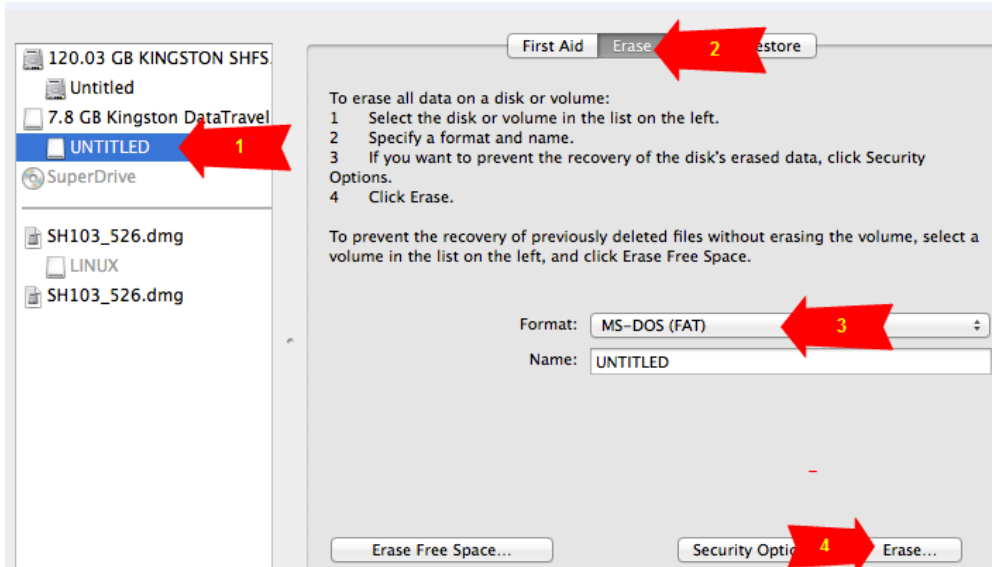 120.03 GB KINGSTON SHFS
Untitled
7.8 GB Kingston DataTravel
UNTITLED
1
SuperDrive
SH103_526.dmg
LINUX
SH103_526.dmg
First Aid
Erase
2
estore
To erase all data on a disk or volume:
1 Select the disk or volume in the list on the left.
2 Specify a format and name.
3 If you want to prevent the recovery of the disk's erased data, click Security
Options.
4 Click Erase.
To prevent the recovery of previously deleted files without erasing the volume, select a
volume in the list on the left, and click Erase Free Space.
Format:
MS-DOS (FAT)
3
Name:
UNTITLED
Erase Free Space...
Security Optio
4
Erase...